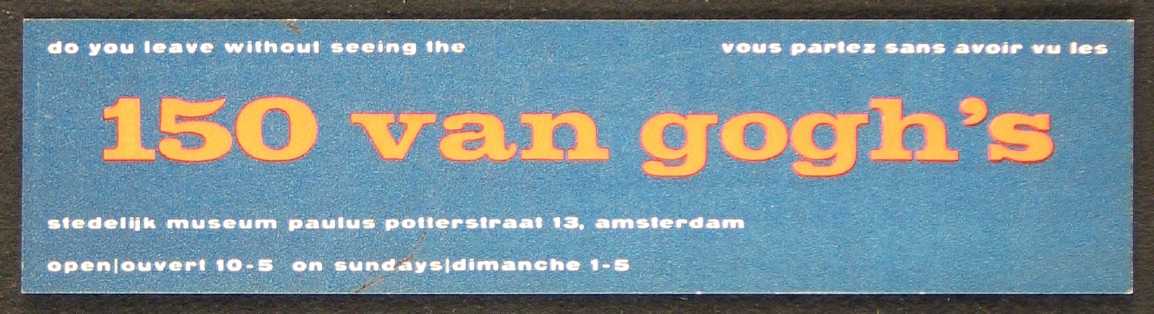 do you leave without seeing the vous partez sans avoir vu les
150 van gogh's
stedelijk museum paulus potterstraat 13, amsterdam
open|ouvert 10-5 on sundays|dimanche 1-5